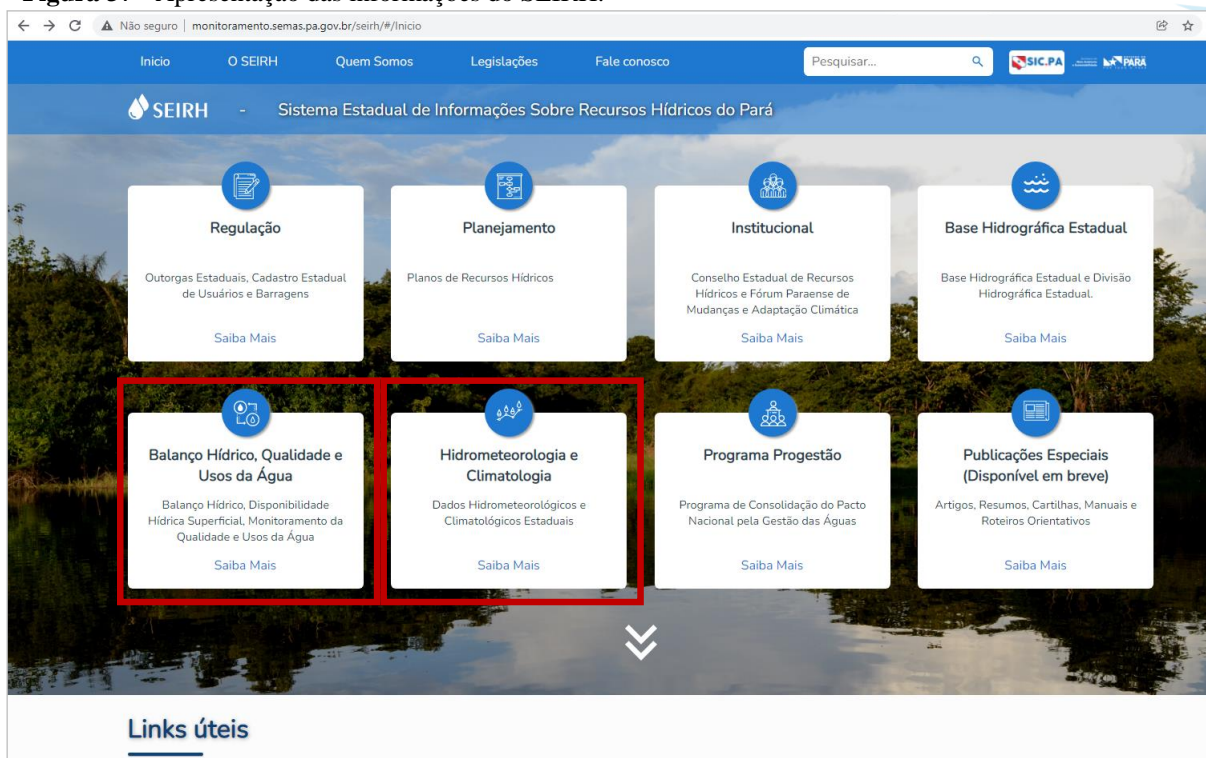 Apresentação das informações do SEIRH.
Não seguro | monitoramento.semas.pa.gov.br/seirh/#/Inicio
Inicio O SEIRH Quem Somos Legislações Fale conosco Pesquisar... SIC.PA PARÁ
SEIRH - Sistema Estadual de Informações Sobre Recursos Hídricos do Pará
Regulação
Outorgas Estaduais, Cadastro Estadual
de Usuários e Barragens
Saiba Mais
Planejamento
Planos de Recursos Hídricos
Saiba Mais
Institucional
Conselho Estadual de Recursos
Hídricos e Fórum Paraense de
Mudanças e Adaptação Climática
Saiba Mais
Base Hidrográfica Estadual
Base Hidrográfica Estadual e Divisão
Hidrográfica Estadual.
Saiba Mais
Balanço Hídrico, Qualidade e
Usos da Água
Balanço Hídrico, Disponibilidade
Hídrica Superficial, Monitoramento da
Qualidade e Usos da Água
Saiba Mais
Hidrometeorologia e
Climatologia
Dados Hidrometeorológicos e
Climatológicos Estaduais
Saiba Mais
Programa Progestão
Programa de Consolidação do Pacto
Nacional pela Gestão das Águas
Saiba Mais
Publicações Especiais
(Disponível em breve)
Artigos, Resumos, Cartilhas, Manuais e
Roteiros Orientativos
Saiba Mais
Links úteis